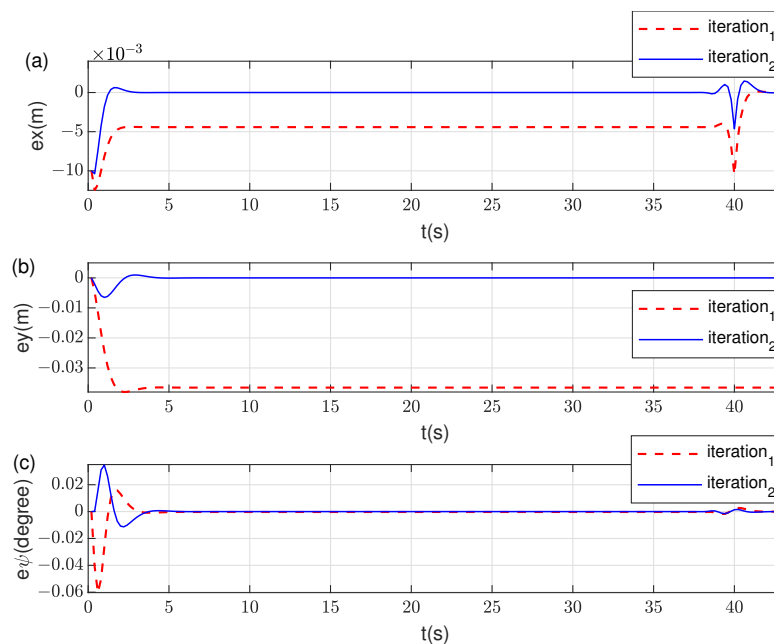 ×10⁻³
iteration₁
iteration₂
(a)
ex(m)
0
−5
−10
0 5 10 15 20 25 30 35 40
t(s)
(b)
ey(m)
0
−0.01
−0.02
−0.03
iteration₁
iteration₂
0 5 10 15 20 25 30 35 40
t(s)
(c)
eψ(degree)
iteration₁
iteration₂
0.02
0
−0.02
−0.04
−0.06
0 5 10 15 20 25 30 35 40
t(s)